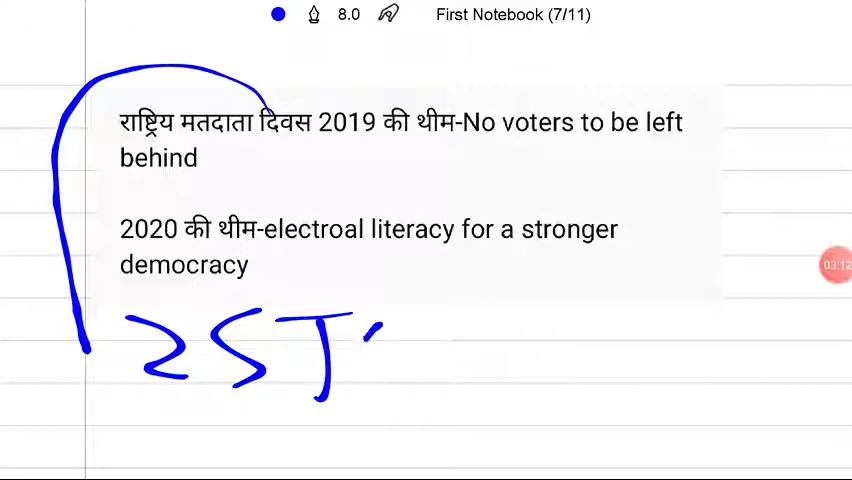 8.0 First Notebook (7/11)
राष्ट्रिय मतदाता दिवस 2019 की थीम-No voters to be left
behind
2020 की थीम-electroal literacy for a stronger
democracy
03:12
25 J